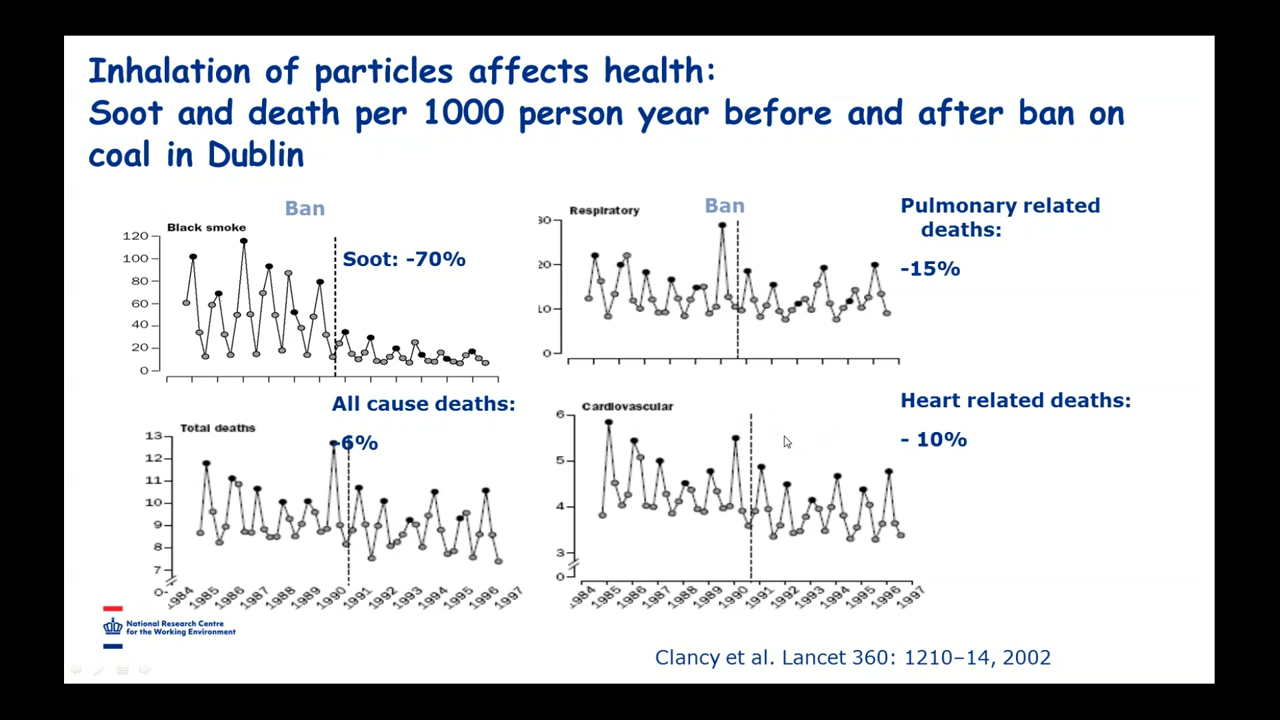 Inhalation of particles affects health:
Soot and death per 1000 person year before and after ban on
coal in Dublin
Ban
Black smoke
120
100
80
60
40
20
0
Soot: -70%
Ban
Respiratory
30
20
10
0
Pulmonary related
deaths:
-15%
All cause deaths:
-6%
Total deaths
13
12
11
10
9
8
7
0
1984 1985 1986 1987 1988 1989 1990 1991 1992 1993 1994 1995 1996 1997
Cardiovascular
6
5
4
3
0
1984 1985 1986 1987 1988 1989 1990 1991 1992 1993 1994 1995 1996 1997
Heart related deaths:
- 10%
National Research Centre
for the Working Environment
Clancy et al. Lancet 360: 1210–14, 2002